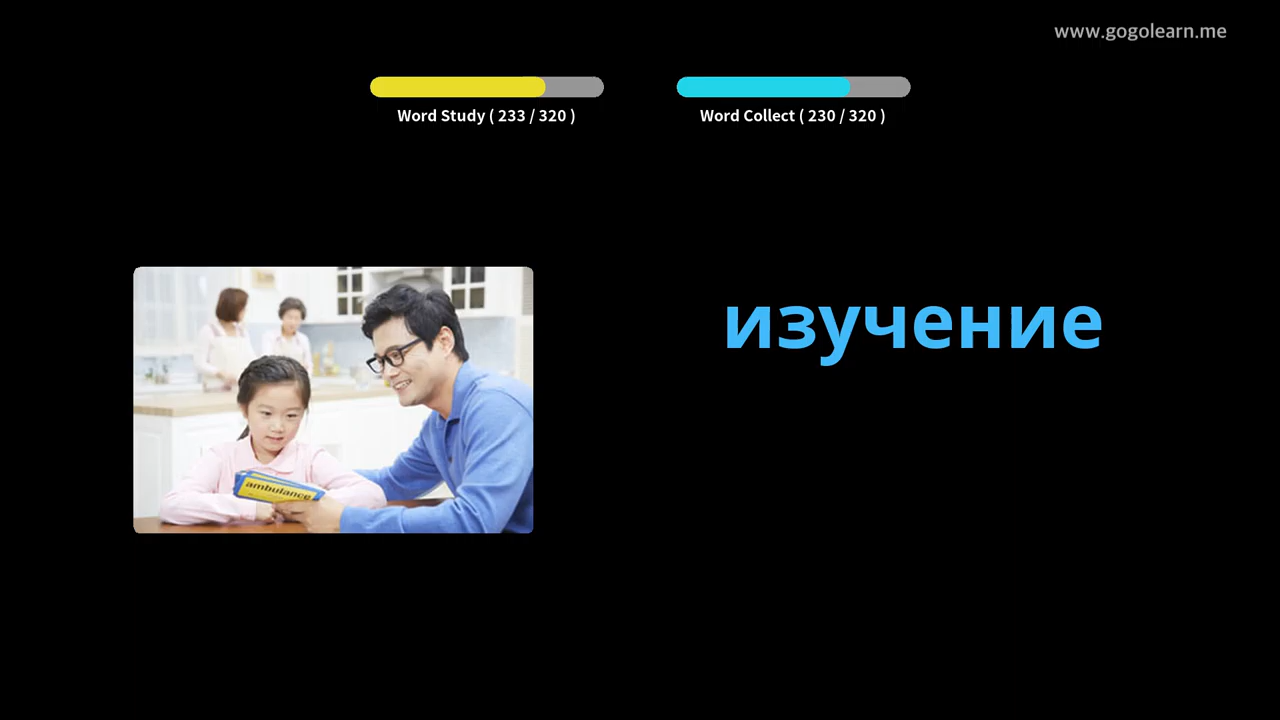 www.gogolearn.me
Word Study ( 233 / 320 )
Word Collect ( 230 / 320 )
изучение
ambulance